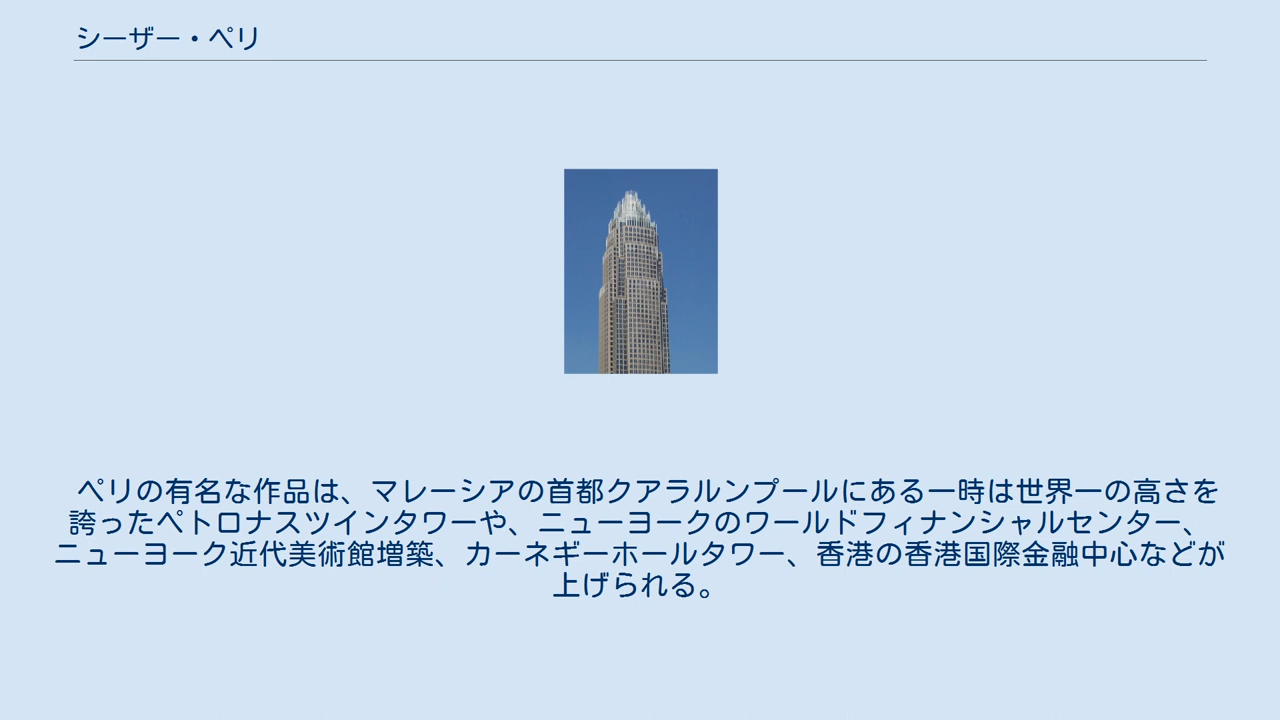 シーザー・ペリ
ペリの有名な作品は、マレーシアの首都クアラルンプールにある一時は世界一の高さを
誇ったペトロナスツインタワーや、ニューヨークのワールドフィナンシャルセンター、
ニューヨーク近代美術館増築、カーネギーホールタワー、香港の香港国際金融中心などが
上げられる。